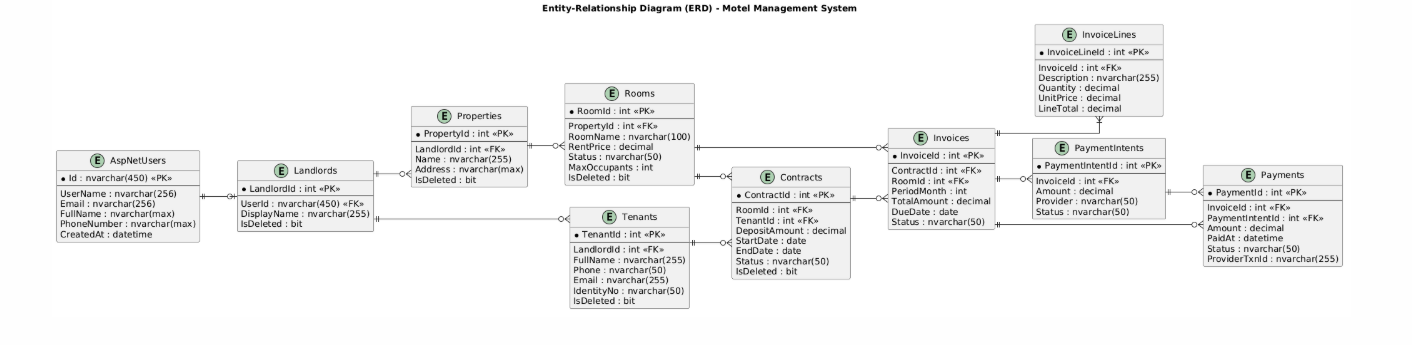 Entity-Relationship Diagram (ERD) - Motel Management System
E AspNetUsers
Id : nvarchar(450) «PK»
UserName : nvarchar(256)
Email : nvarchar(256)
FullName : nvarchar(max)
PhoneNumber : nvarchar(max)
CreatedAt : datetime
E Landlords
LandlordId : int «PK»
UserId : nvarchar(450) «FK»
DisplayName : nvarchar(255)
IsDeleted : bit
E Properties
PropertyId : int «PK»
LandlordId : int «FK»
Name : nvarchar(255)
Address : nvarchar(max)
IsDeleted : bit
E Rooms
RoomId : int «PK»
PropertyId : int «FK»
RoomName : nvarchar(100)
RentPrice : decimal
Status : nvarchar(50)
MaxOccupants : int
IsDeleted : bit
E Tenants
TenantId : int «PK»
LandlordId : int «FK»
FullName : nvarchar(255)
Phone : nvarchar(50)
Email : nvarchar(255)
IdentityNo : nvarchar(50)
IsDeleted : bit
E Contracts
ContractId : int «PK»
RoomId : int «FK»
TenantId : int «FK»
DepositAmount : decimal
StartDate : date
EndDate : date
Status : nvarchar(50)
IsDeleted : bit
E Invoices
InvoiceId : int «PK»
ContractId : int «FK»
RoomId : int «FK»
PeriodMonth : int
TotalAmount : decimal
DueDate : date
Status : nvarchar(50)
E InvoiceLines
InvoiceLineId : int «PK»
InvoiceId : int «FK»
Description : nvarchar(255)
Quantity : decimal
UnitPrice : decimal
LineTotal : decimal
E PaymentIntents
PaymentIntentId : int «PK»
InvoiceId : int «FK»
Amount : decimal
Provider : nvarchar(50)
Status : nvarchar(50)
E Payments
PaymentId : int «PK»
InvoiceId : int «FK»
PaymentIntentId : int «FK»
Amount : decimal
PaidAt : datetime
Status : nvarchar(50)
ProviderTxnId : nvarchar(255)